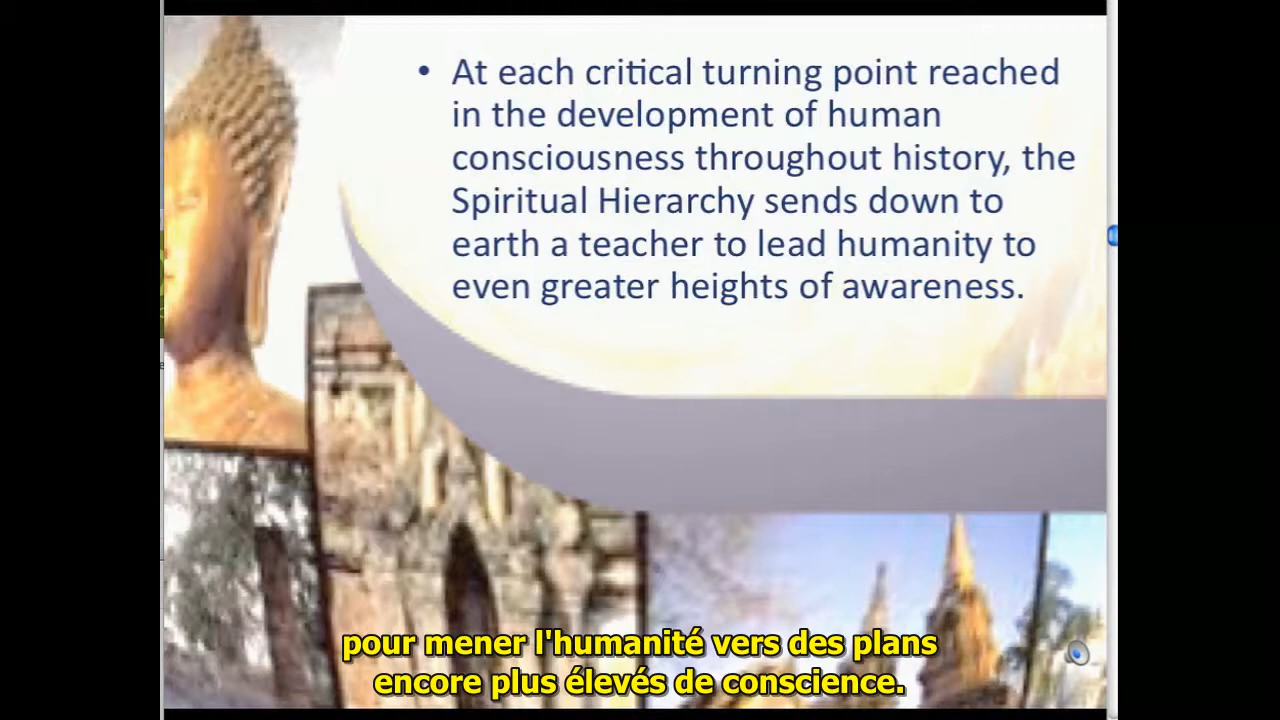 • At each critical turning point reached
in the development of human
consciousness throughout history, the
Spiritual Hierarchy sends down to
earth a teacher to lead humanity to
even greater heights of awareness.
pour mener l'humanité vers des plans
encore plus élevés de conscience.